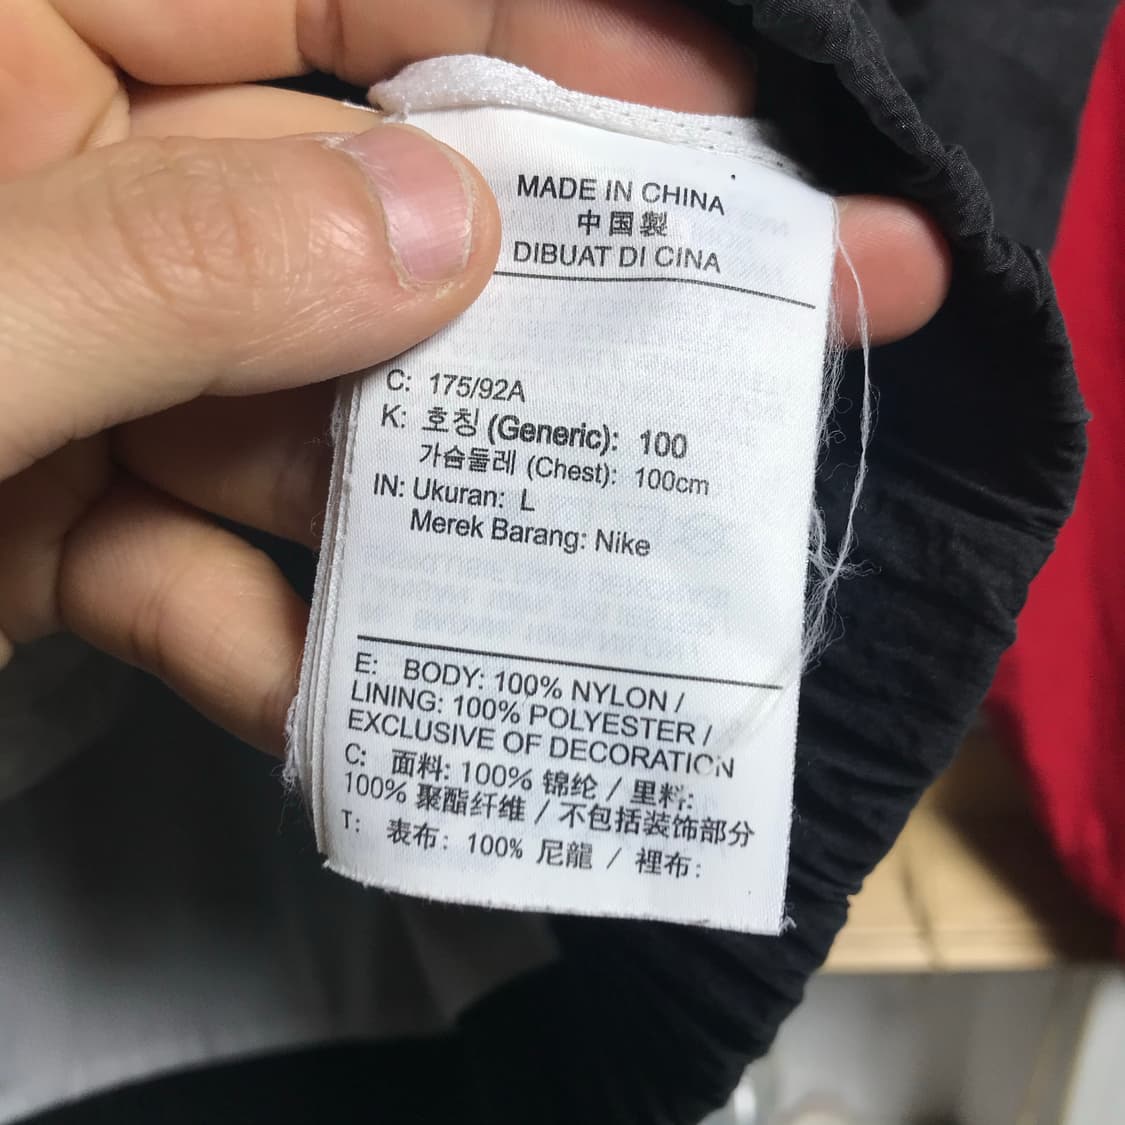 MADE IN CHINA
中国製
DIBUAT DI CINA
C: 175/92A
K: 호칭 (Generic): 100
가슴둘레 (Chest): 100cm
IN: Ukuran: L
Merek Barang: Nike
E: BODY: 100% NYLON /
LINING: 100% POLYESTER /
EXCLUSIVE OF DECORATION
C: 面料: 100% 锦纶 / 里料:
100% 聚酯纤维 / 不包括装饰部分
T: 表布: 100% 尼龍 / 裡布: